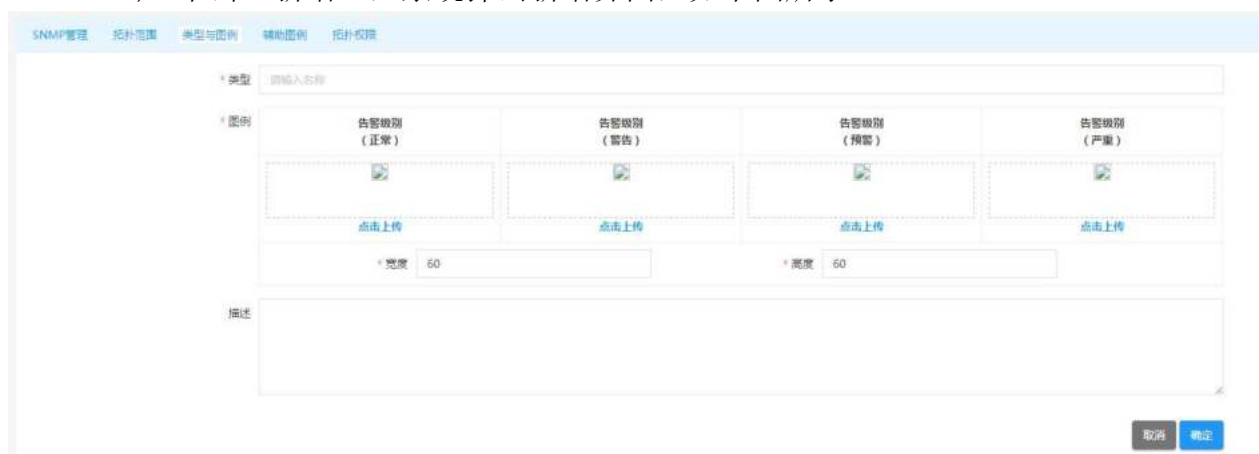 SNMP管理 拓扑范围 类型与图例 辅助图例 拓扑权限
* 类型 请输入名称
* 图例 告警级别 告警级别 告警级别 告警级别
(正常) (警告) (预警) (严重)
点击上传 点击上传 点击上传 点击上传
* 宽度 60 * 高度 60
描述
取消 确定